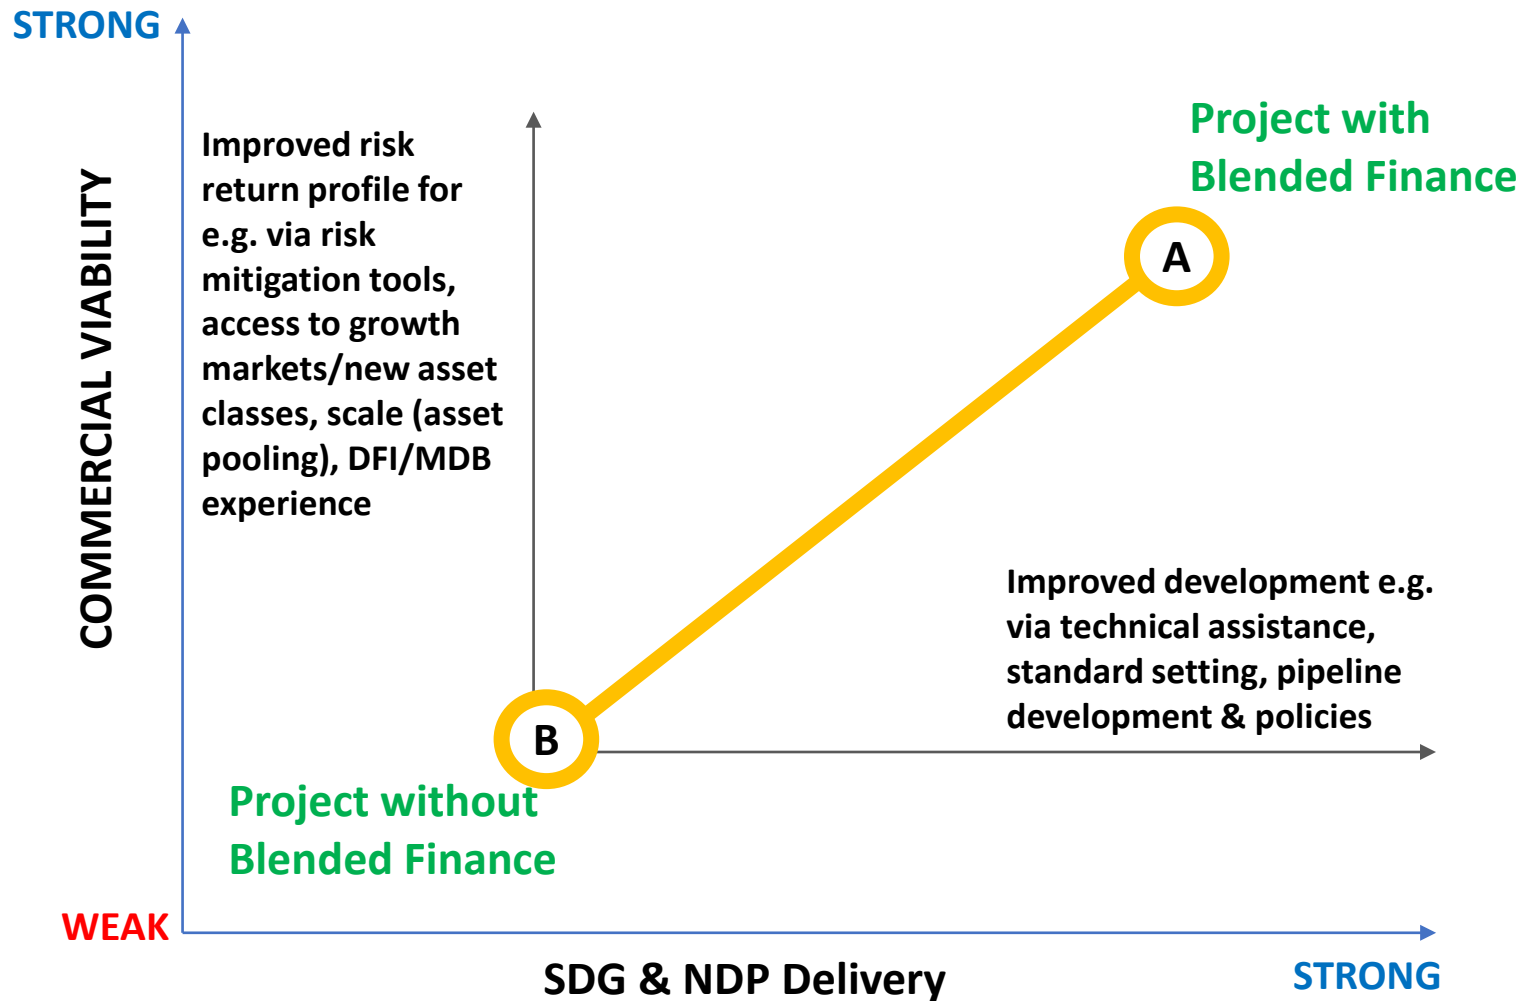 STRONG
COMMERCIAL VIABILITY
Improved risk
return profile for
e.g. via risk
mitigation tools,
access to growth
markets/new asset
classes, scale (asset
pooling), DFI/MDB
experience
Project with
Blended Finance
A
Improved development e.g.
via technical assistance,
standard setting, pipeline
development & policies
B
Project without
Blended Finance
WEAK
SDG & NDP Delivery
STRONG